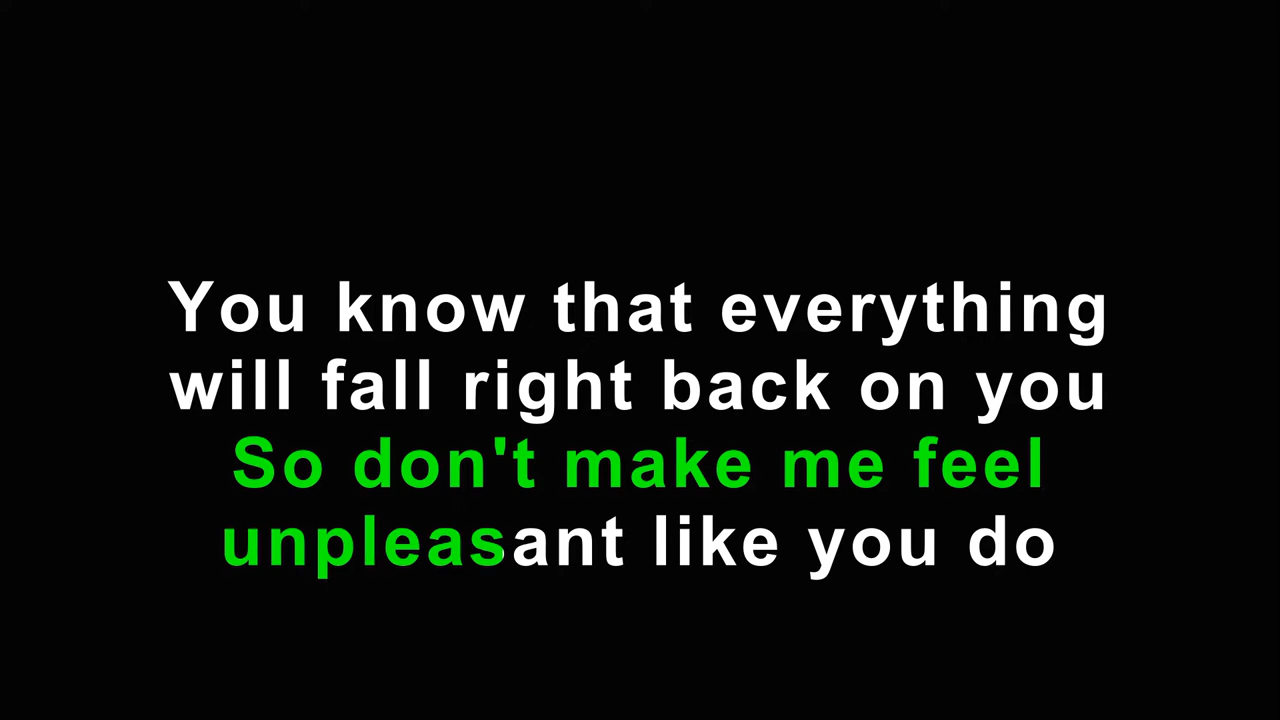 You know that everything
will fall right back on you
So don't make me feel
unpleasant like you do